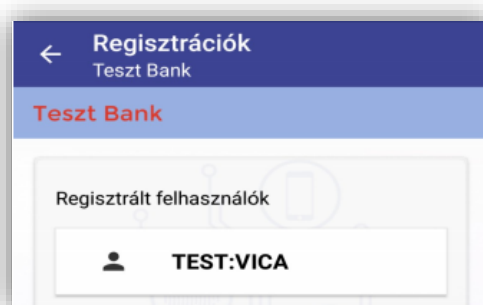 Regisztrációk
Teszt Bank
Teszt Bank
Regisztrált felhasználók
TEST:VICA